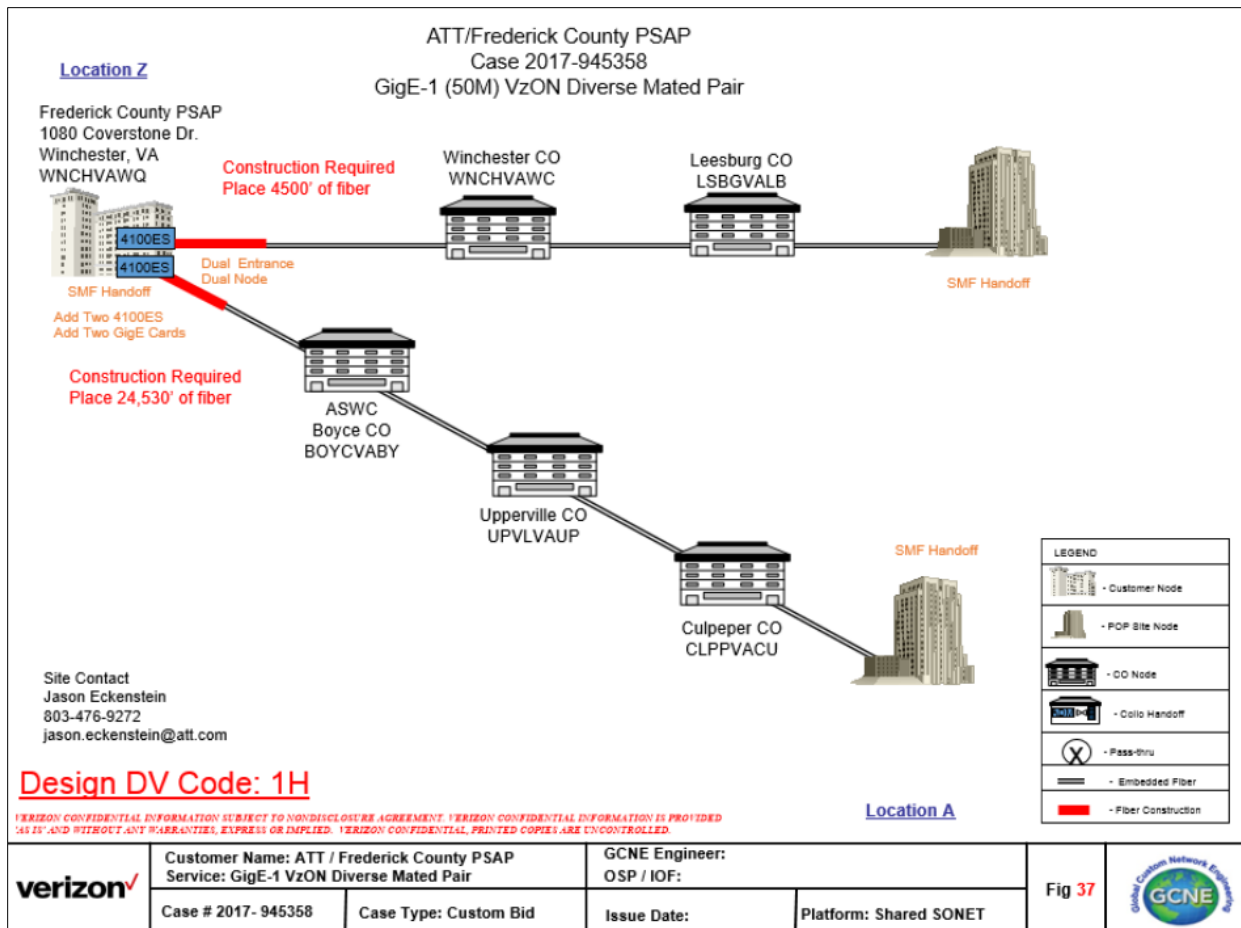 ATT/Frederick County PSAP
Case 2017-945358
GigE-1 (50M) VzON Diverse Mated Pair
Location Z
Frederick County PSAP
1080 Coverstone Dr.
Winchester, VA
WNCHVAWQ
Construction Required
Place 4500' of fiber
Winchester CO
WNCHVAWC
Leesburg CO
LSBGVALB
4100ES
4100ES
Dual Entrance
Dual Node
SMF Handoff
SMF Handoff
Add Two 4100ES
Add Two GigE Cards
Construction Required
Place 24,530' of fiber
ASWC
Boyce CO
BOYCVABY
Upperville CO
UPVLVAUP
SMF Handoff
Culpeper CO
CLPPVACU
LEGEND
- Customer Node
- POP Site Node
- CO Node
- Collo Handoff
X
- Pass-thru
- Embedded Fiber
- Fiber Construction
Site Contact
Jason Eckenstein
803-476-9272
jason.eckenstein@att.com
Design DV Code: 1H
Location A
VERIZON CONFIDENTIAL INFORMATION SUBJECT TO NONDISCLOSURE AGREEMENT. VERIZON CONFIDENTIAL INFORMATION IS PROVIDED
'AS IS' AND WITHOUT ANY WARRANTIES, EXPRESS OR IMPLIED. VERIZON CONFIDENTIAL, PRINTED COPIES ARE UNCONTROLLED.
verizon
Customer Name: ATT / Frederick County PSAP
Service: GigE-1 VzON Diverse Mated Pair
GCNE Engineer:
OSP / IOF:
Case # 2017- 945358
Case Type: Custom Bid
Issue Date:
Platform: Shared SONET
Fig 37
Global Custom Network Engineering
GCNE